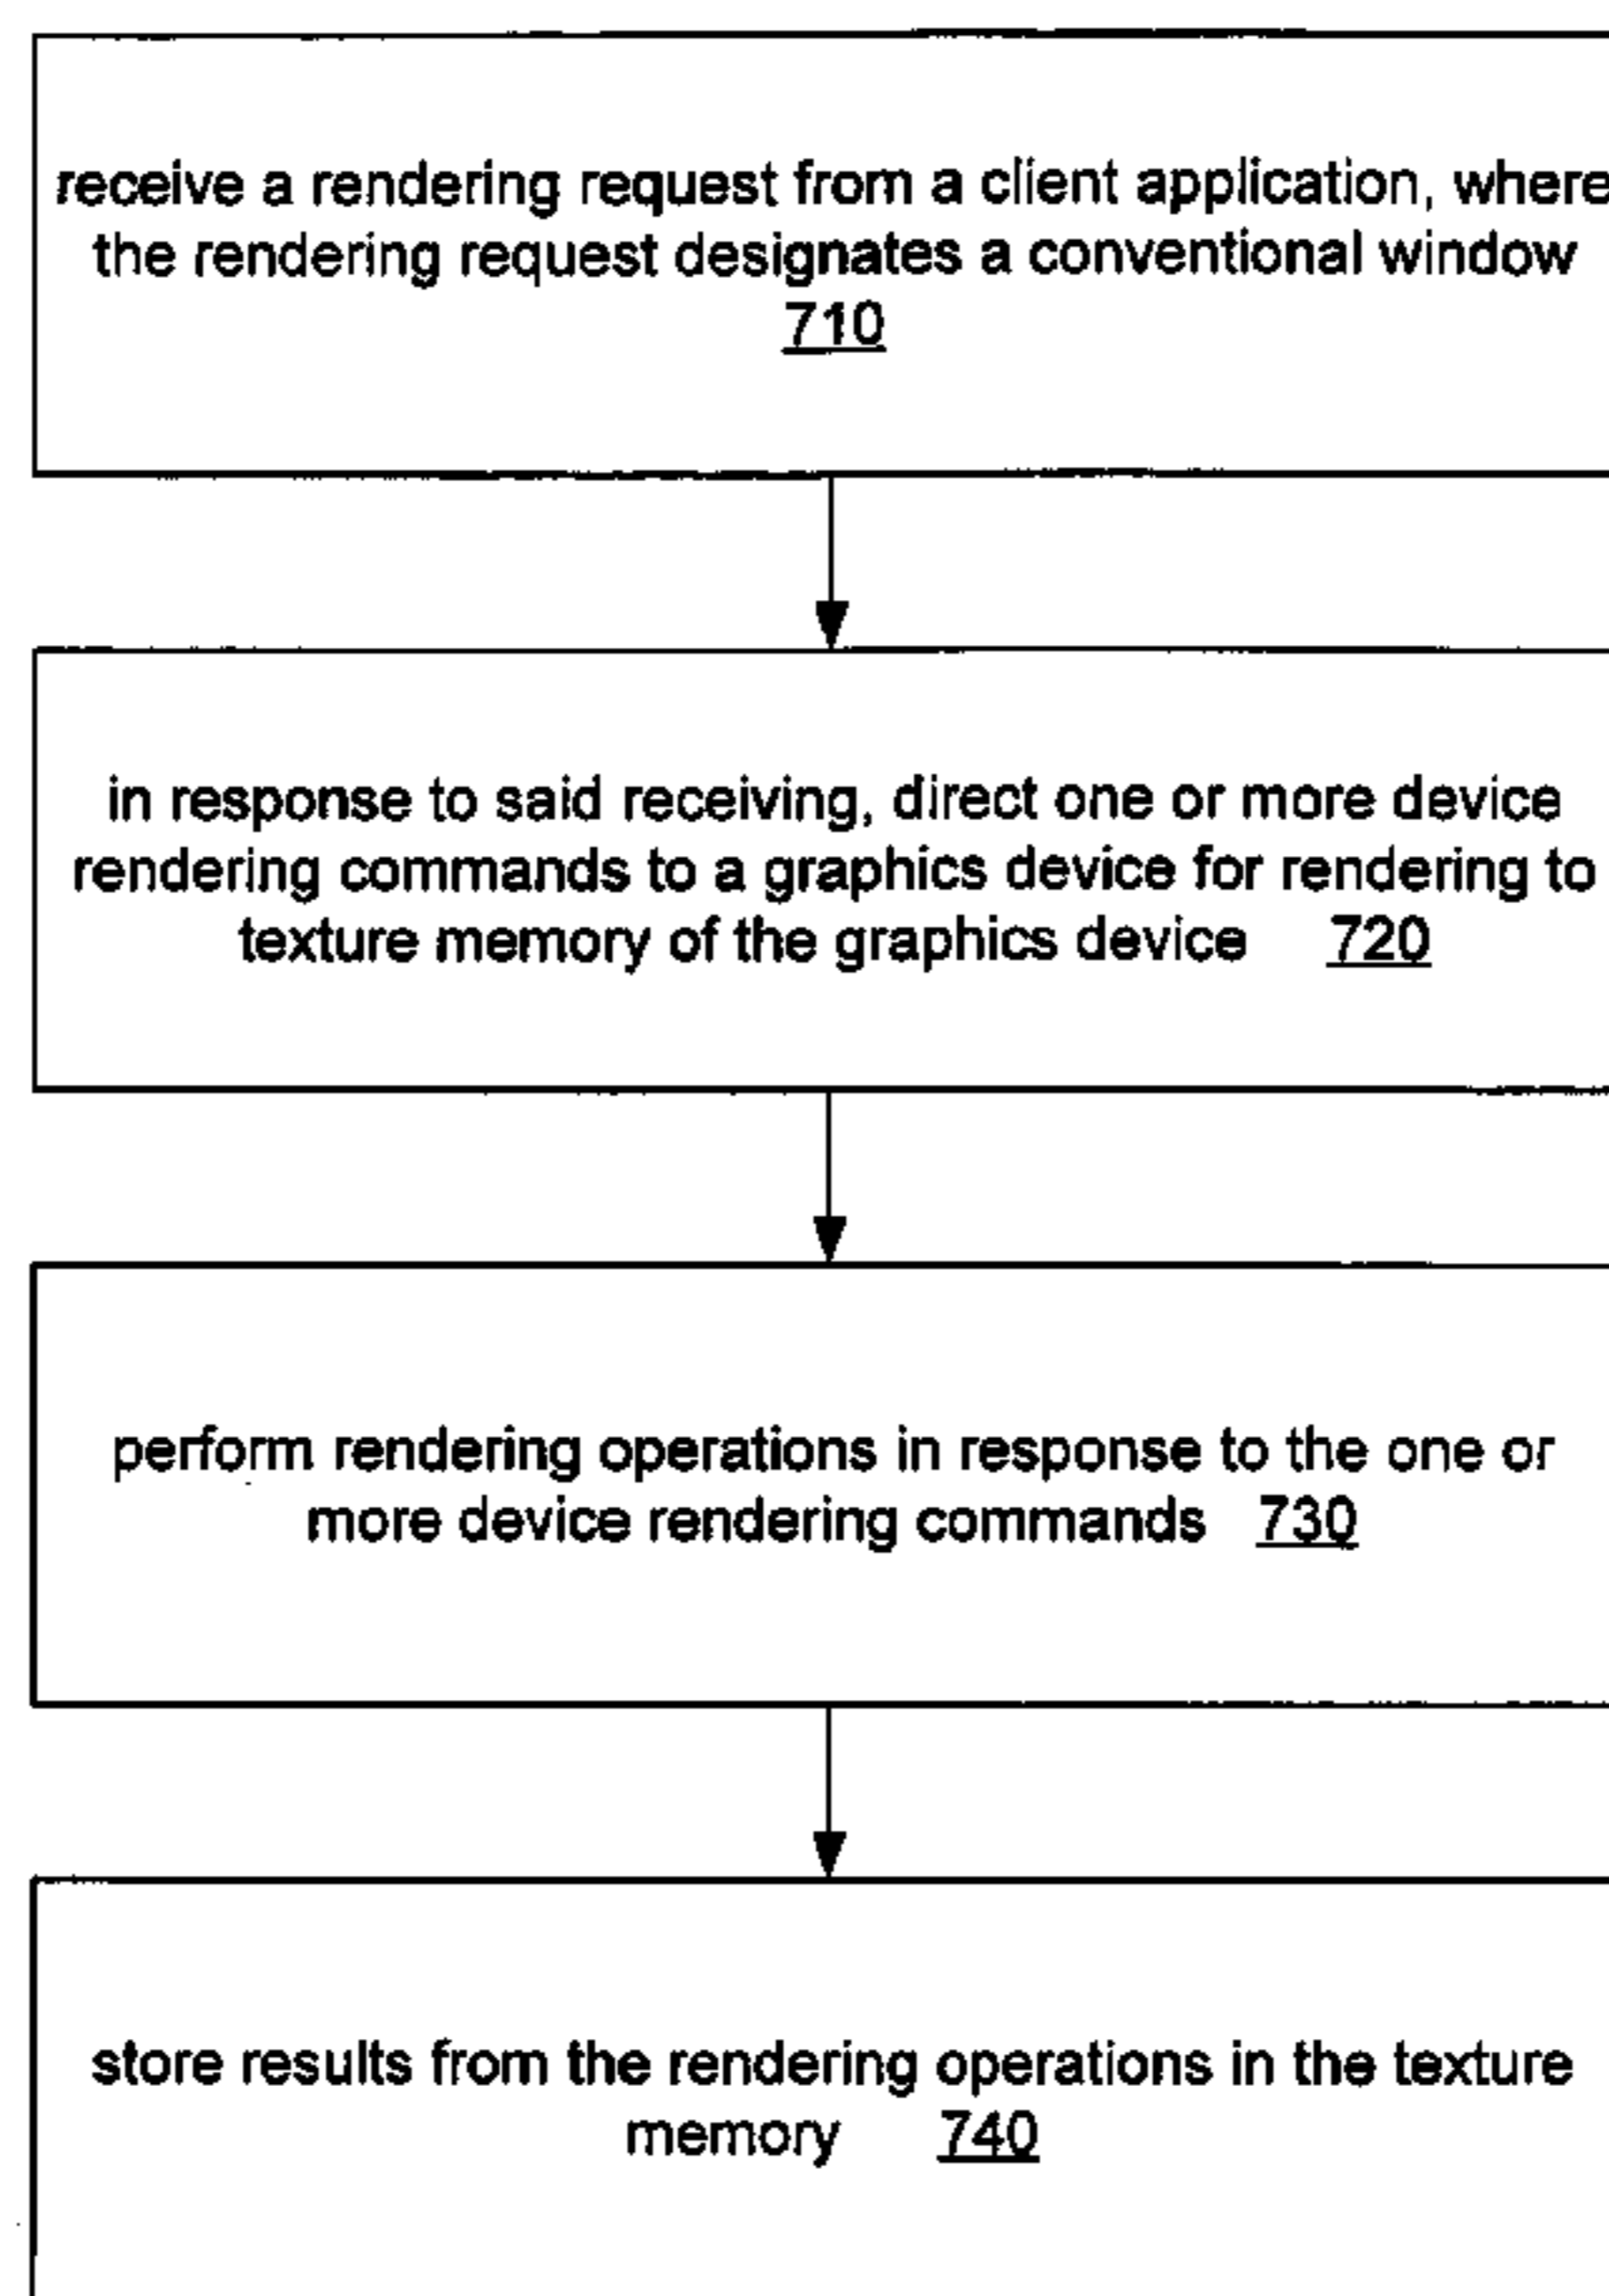 receive a rendering request from a client application, where
the rendering request designates a conventional window
710
in response to said receiving, direct one or more device
rendering commands to a graphics device for rendering to
texture memory of the graphics device 720
perform rendering operations in response to the one or
more device rendering commands 730
store results from the rendering operations in the texture
memory 740